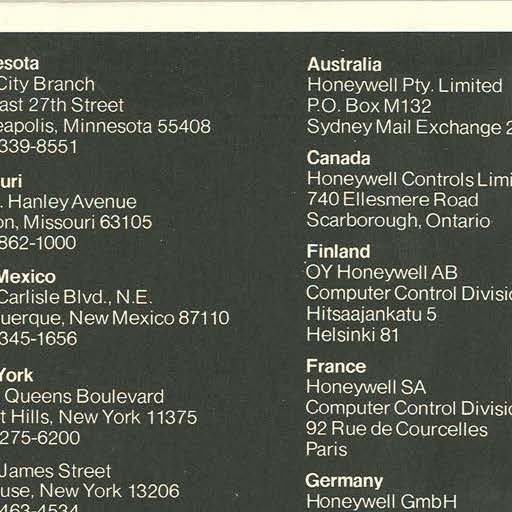 esota
City Branch
ast 27th Street
eapolis, Minnesota 55408
339-8551
uri
. Hanley Avenue
on, Missouri 63105
862-1000
Mexico
Carlisle Blvd., N.E.
uerque, New Mexico 87110
345-1656
York
Queens Boulevard
t Hills, New York 11375
275-6200
James Street
use, New York 13206
463-4534
Australia
Honeywell Pty. Limited
P.O. Box M132
Sydney Mail Exchange 2
Canada
Honeywell Controls Limi
740 Ellesmere Road
Scarborough, Ontario
Finland
OY Honeywell AB
Computer Control Divisio
Hitsaajankatu 5
Helsinki 81
France
Honeywell SA
Computer Control Divisio
92 Rue de Courcelles
Paris
Germany
Honeywell GmbH